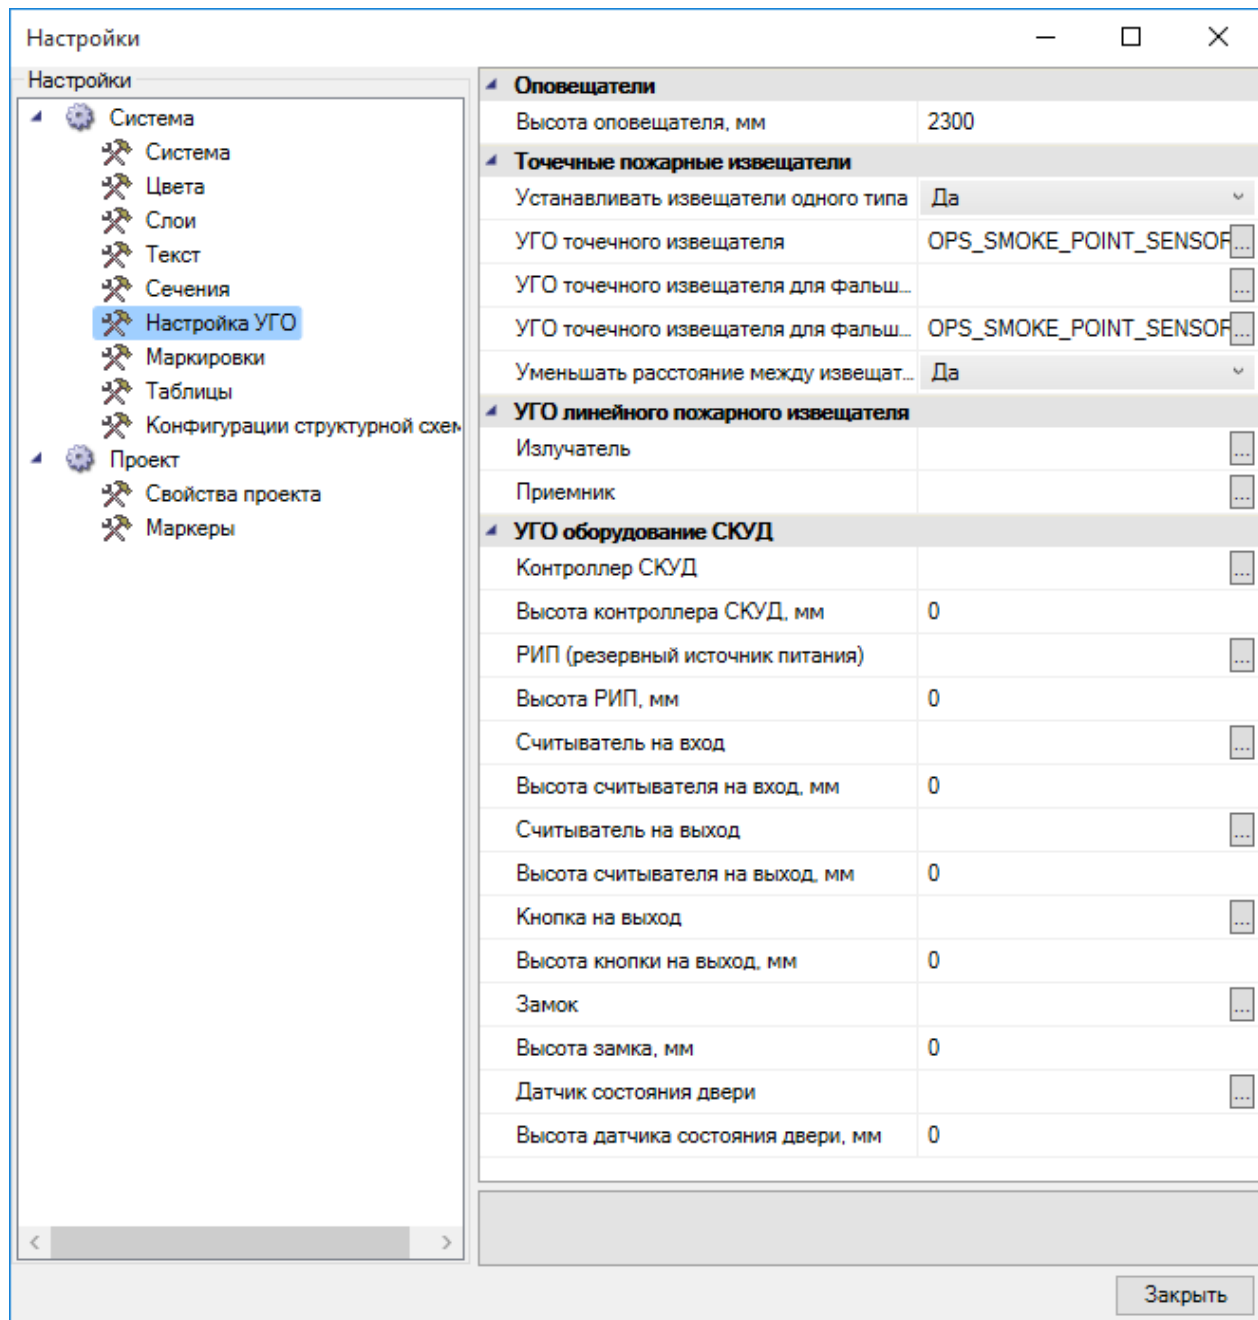 Настройки
Настройки
Система
Система
Цвета
Слои
Текст
Сечения
Настройка УГО
Маркировки
Таблицы
Конфигурации структурной схем
Проект
Свойства проекта
Маркеры
Оповещатели
Высота оповещателя, мм 2300
Точечные пожарные извещатели
Устанавливать извещатели одного типа Да
УГО точечного извещателя OPS_SMOKE_POINT_SENSOR...
УГО точечного извещателя для фальш... ...
УГО точечного извещателя для фальш... OPS_SMOKE_POINT_SENSOR...
Уменьшать расстояние между извещат... Да
УГО линейного пожарного извещателя
Излучатель ...
Приемник ...
УГО оборудование СКУД
Контроллер СКУД ...
Высота контроллера СКУД, мм 0
РИП (резервный источник питания) ...
Высота РИП, мм 0
Считыватель на вход ...
Высота считывателя на вход, мм 0
Считыватель на выход ...
Высота считывателя на выход, мм 0
Кнопка на выход ...
Высота кнопки на выход, мм 0
Замок ...
Высота замка, мм 0
Датчик состояния двери ...
Высота датчика состояния двери, мм 0
Закрыть